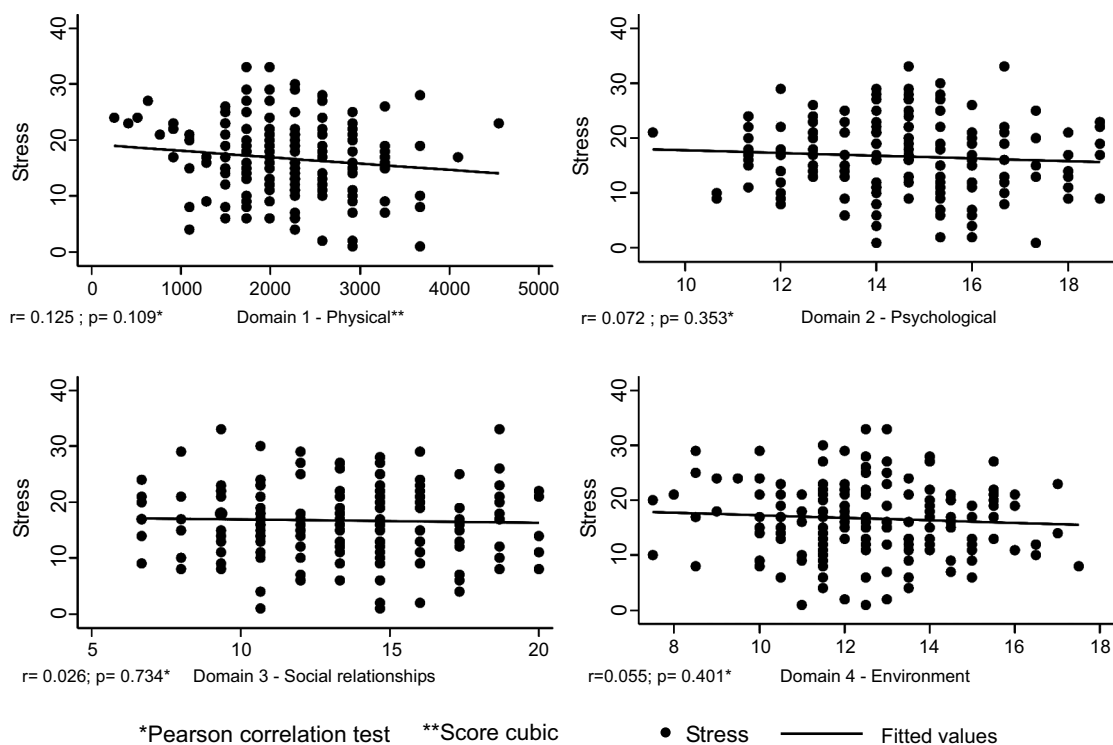 40
30
20
10
0
Stress
0 1000 2000 3000 4000 5000
r= 0.125 ; p= 0.109* Domain 1 - Physical**
40
30
20
10
0
Stress
10 12 14 16 18
r= 0.072 ; p= 0.353* Domain 2 - Psychological
40
30
20
10
0
Stress
5 10 15 20
r= 0.026; p= 0.734* Domain 3 - Social relationships
40
30
20
10
0
Stress
8 10 12 14 16 18
r=0.055; p= 0.401* Domain 4 - Environment
*Pearson correlation test **Score cubic Stress Fitted values